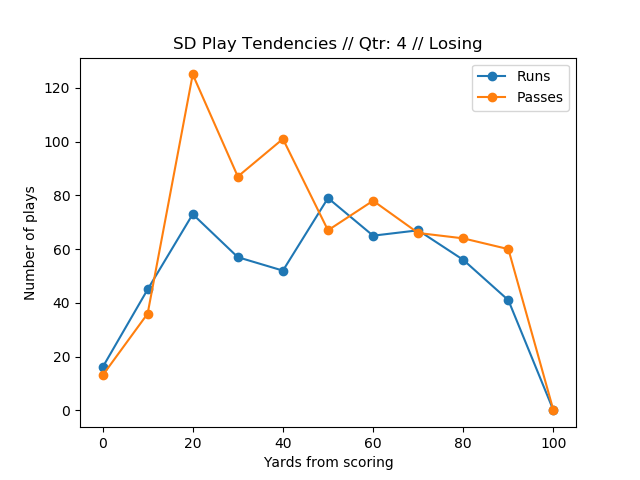 SD Play Tendencies // Qtr: 4 // Losing
Runs
Passes
Number of plays
120
100
80
60
40
20
0
0 20 40 60 80 100
Yards from scoring